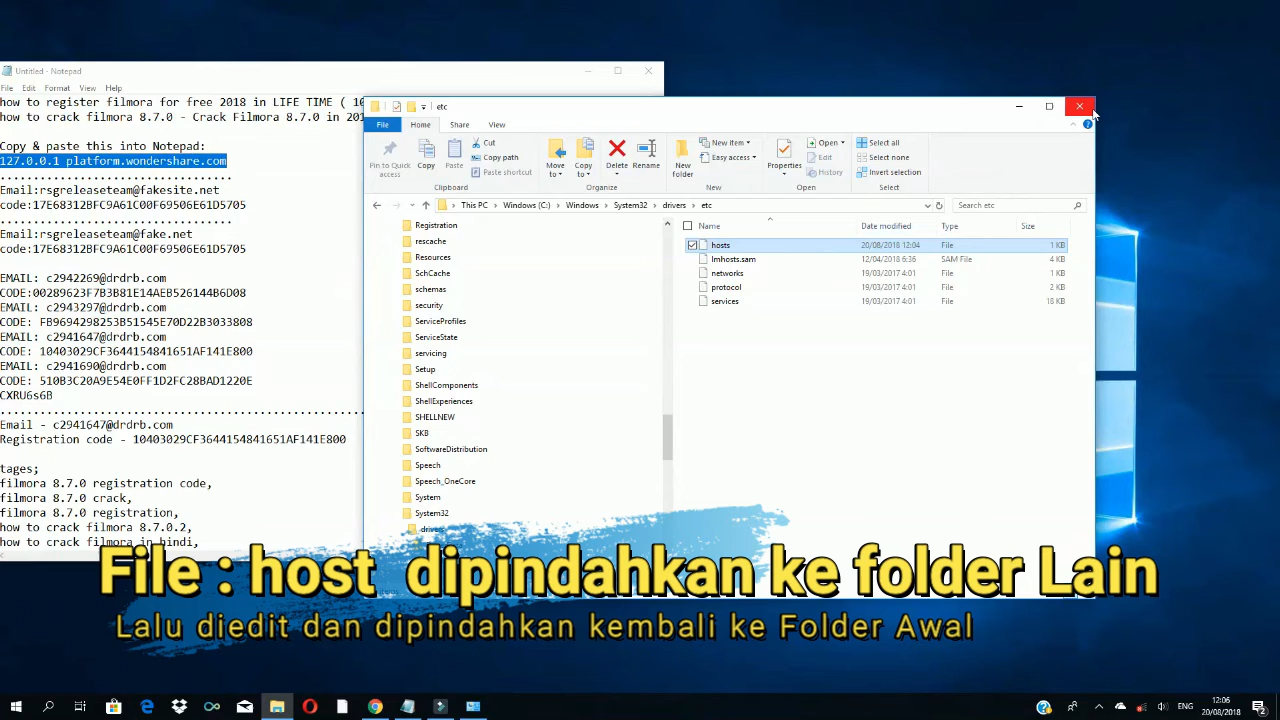 Untitled - Notepad
File Edit Format View Help
how to register filmora for free 2018 in LIFE TIME ( 10
how to crack filmora 8.7.0 - Crack Filmora 8.7.0 in 201
Copy & paste this into Notepad:
127.0.0.1 platform.wondershare.com
..................................
Email:rsgreleaseteam@fakesite.net
code:17E68312BFC9A61C00F69506E61D5705
..................................
Email:rsgreleaseteam@fake.net
code:17E68312BFC9A61C00F69506E61D5705
EMAIL: c2942269@drdrb.com
CODE:00289623F7B3B81E14AEB526144B6D08
EMAIL: c2943297@drdrb.com
CODE: FB9694298253B51545E70D22B3033808
EMAIL: c2941647@drdrb.com
CODE: 10403029CF3644154841651AF141E800
EMAIL: c2941690@drdrb.com
CODE: 510B3C20A9E54E0FF1D2FC28BAD1220E
CXRU6s6B
......................................................
Email - c2941647@drdrb.com
Registration code - 10403029CF3644154841651AF141E800
tages;
filmora 8.7.0 registration code,
filmora 8.7.0 crack,
filmora 8.7.0 registration,
how to crack filmora 8.7.0.2,
how to crack filmora in hindi,
etc
File Home Share View
Pin to Quick access
Copy
Paste
Cut
Copy path
Paste shortcut
Clipboard
Move to
Copy to
Delete
Rename
Organize
New folder
New item
Easy access
New
Properties
Open
Edit
History
Open
Select all
Select none
Invert selection
Select
This PC > Windows (C:) > Windows > System32 > drivers > etc
Search etc
Registration
rescache
Resources
SchCache
schemas
security
ServiceProfiles
ServiceState
servicing
Setup
ShellComponents
ShellExperiences
SHELLNEW
SKB
SoftwareDistribution
Speech
Speech_OneCore
System
System32
drivers
Name Date modified Type Size
hosts 20/08/2018 12:04 File 1 KB
lmhosts.sam 12/04/2018 6:36 SAM File 4 KB
networks 19/03/2017 4:01 File 1 KB
protocol 19/03/2017 4:01 File 2 KB
services 19/03/2017 4:01 File 18 KB
File : host dipindahkan ke folder Lain
Lalu diedit dan dipindahkan kembali ke Folder Awal
ENG
12:06
20/08/2018
2